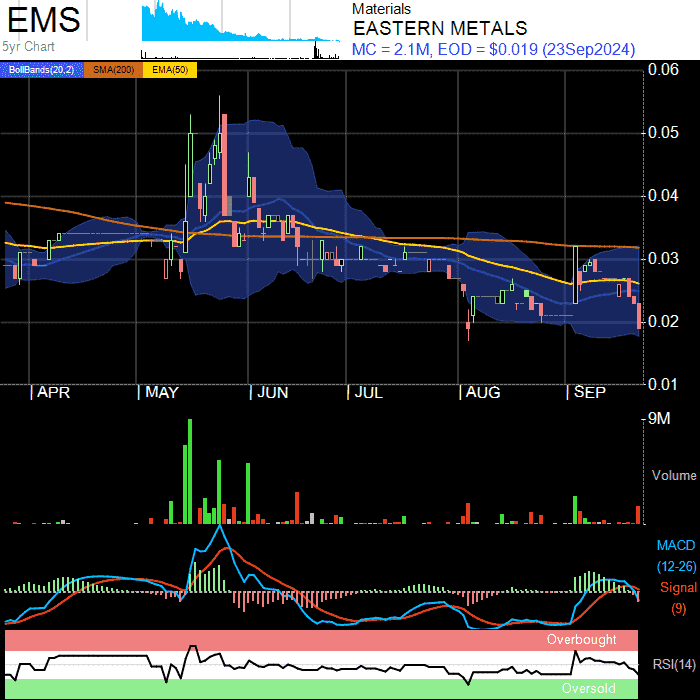 EMS
5yr Chart
Materials
EASTERN METALS
MC = 2.1M, EOD = $0.019 (23Sep2024)
BollBands(20,2) SMA(200) EMA(50)
0.06
0.05
0.04
0.03
0.02
0.01
APR MAY JUN JUL AUG SEP
9M
Volume
MACD
(12-26)
Signal
(9)
Overbought
RSI(14)
Oversold